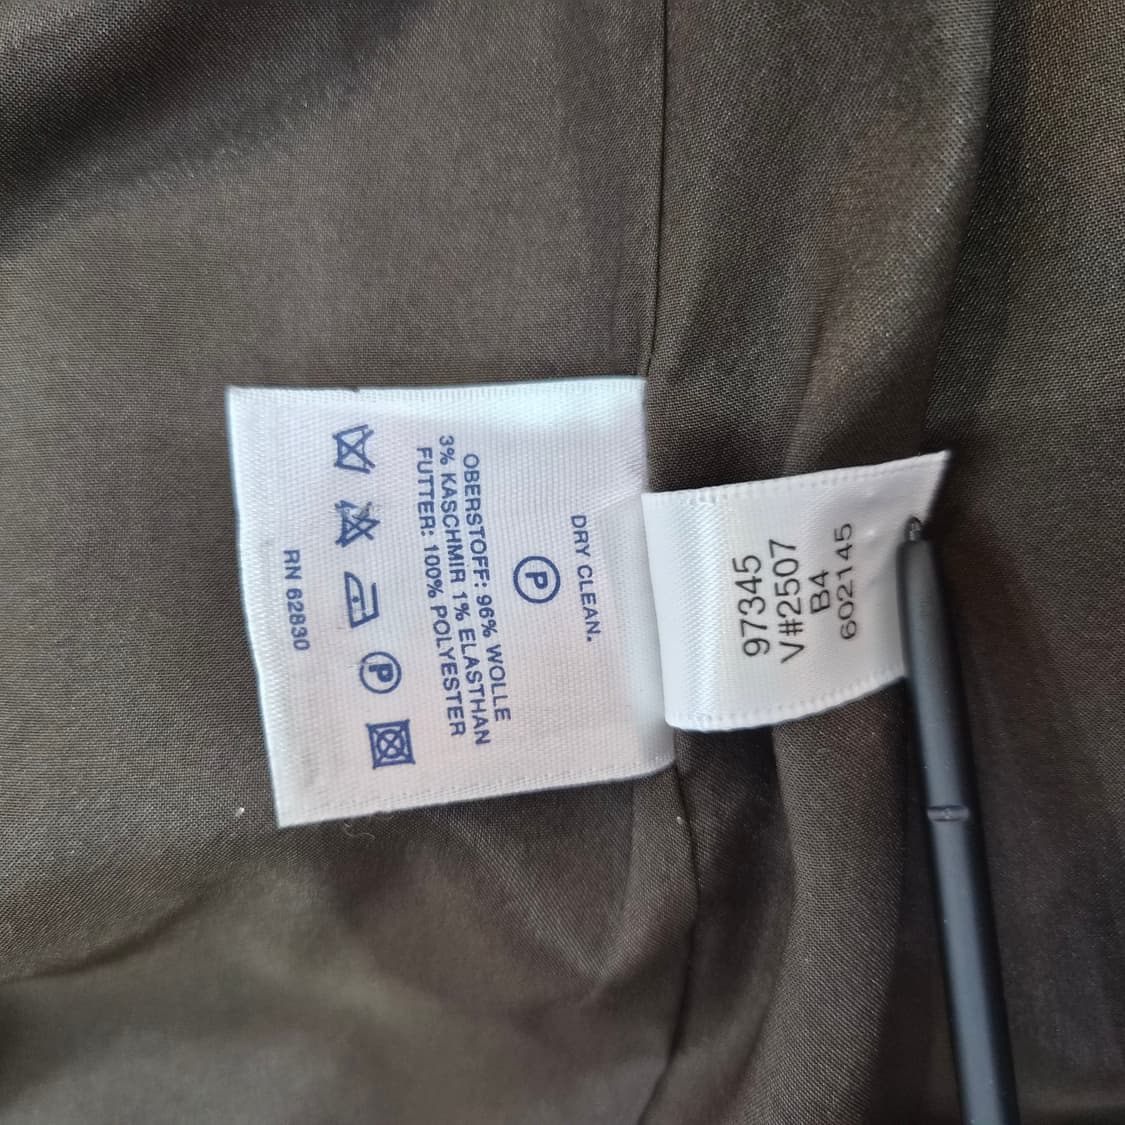 DRY CLEAN.
P
OBERSTOFF: 96% WOLLE
3% KASCHMIR 1% ELASTHAN
FUTTER: 100% POLYESTER
P
RN 62830
97345
V#2507
B4
602145